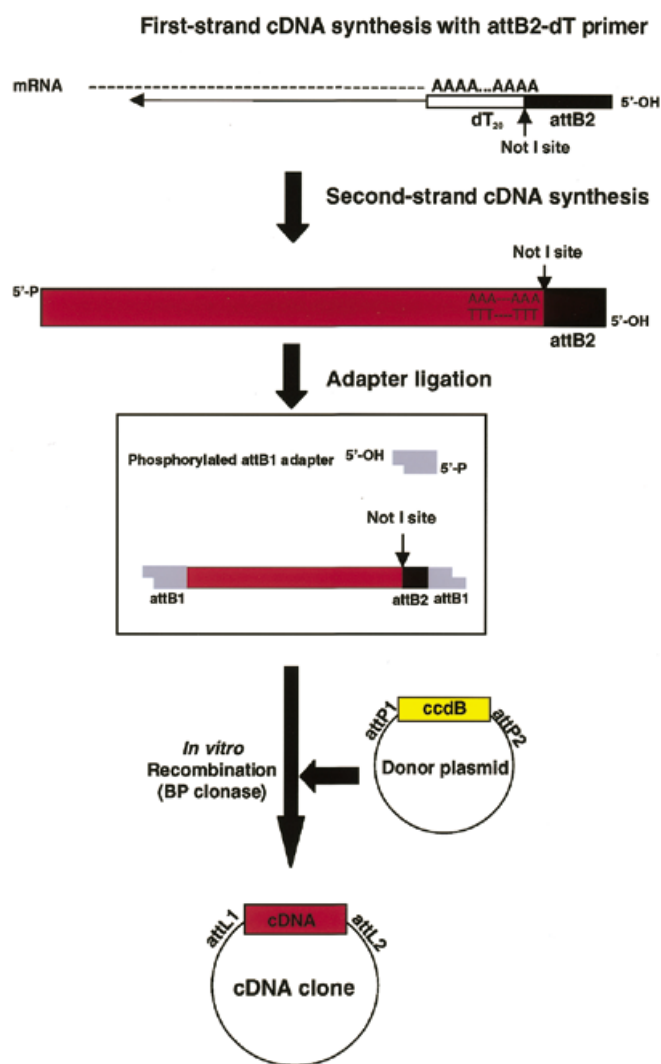 First-strand cDNA synthesis with attB2-dT primer
AAAA...AAAA
mRNA
5'-OH
dT20
attB2
Not I site
Second-strand cDNA synthesis
Not I site
5'-P
AAA----AAA
TTT----TTT
5'-OH
attB2
Adapter ligation
Phosphorylated attB1 adapter
5'-OH
5'-P
Not I site
attB1
attB2
attB1
ccdB
attP1
attP2
Donor plasmid
In vitro
Recombination
(BP clonase)
cDNA
attL1
attL2
cDNA clone